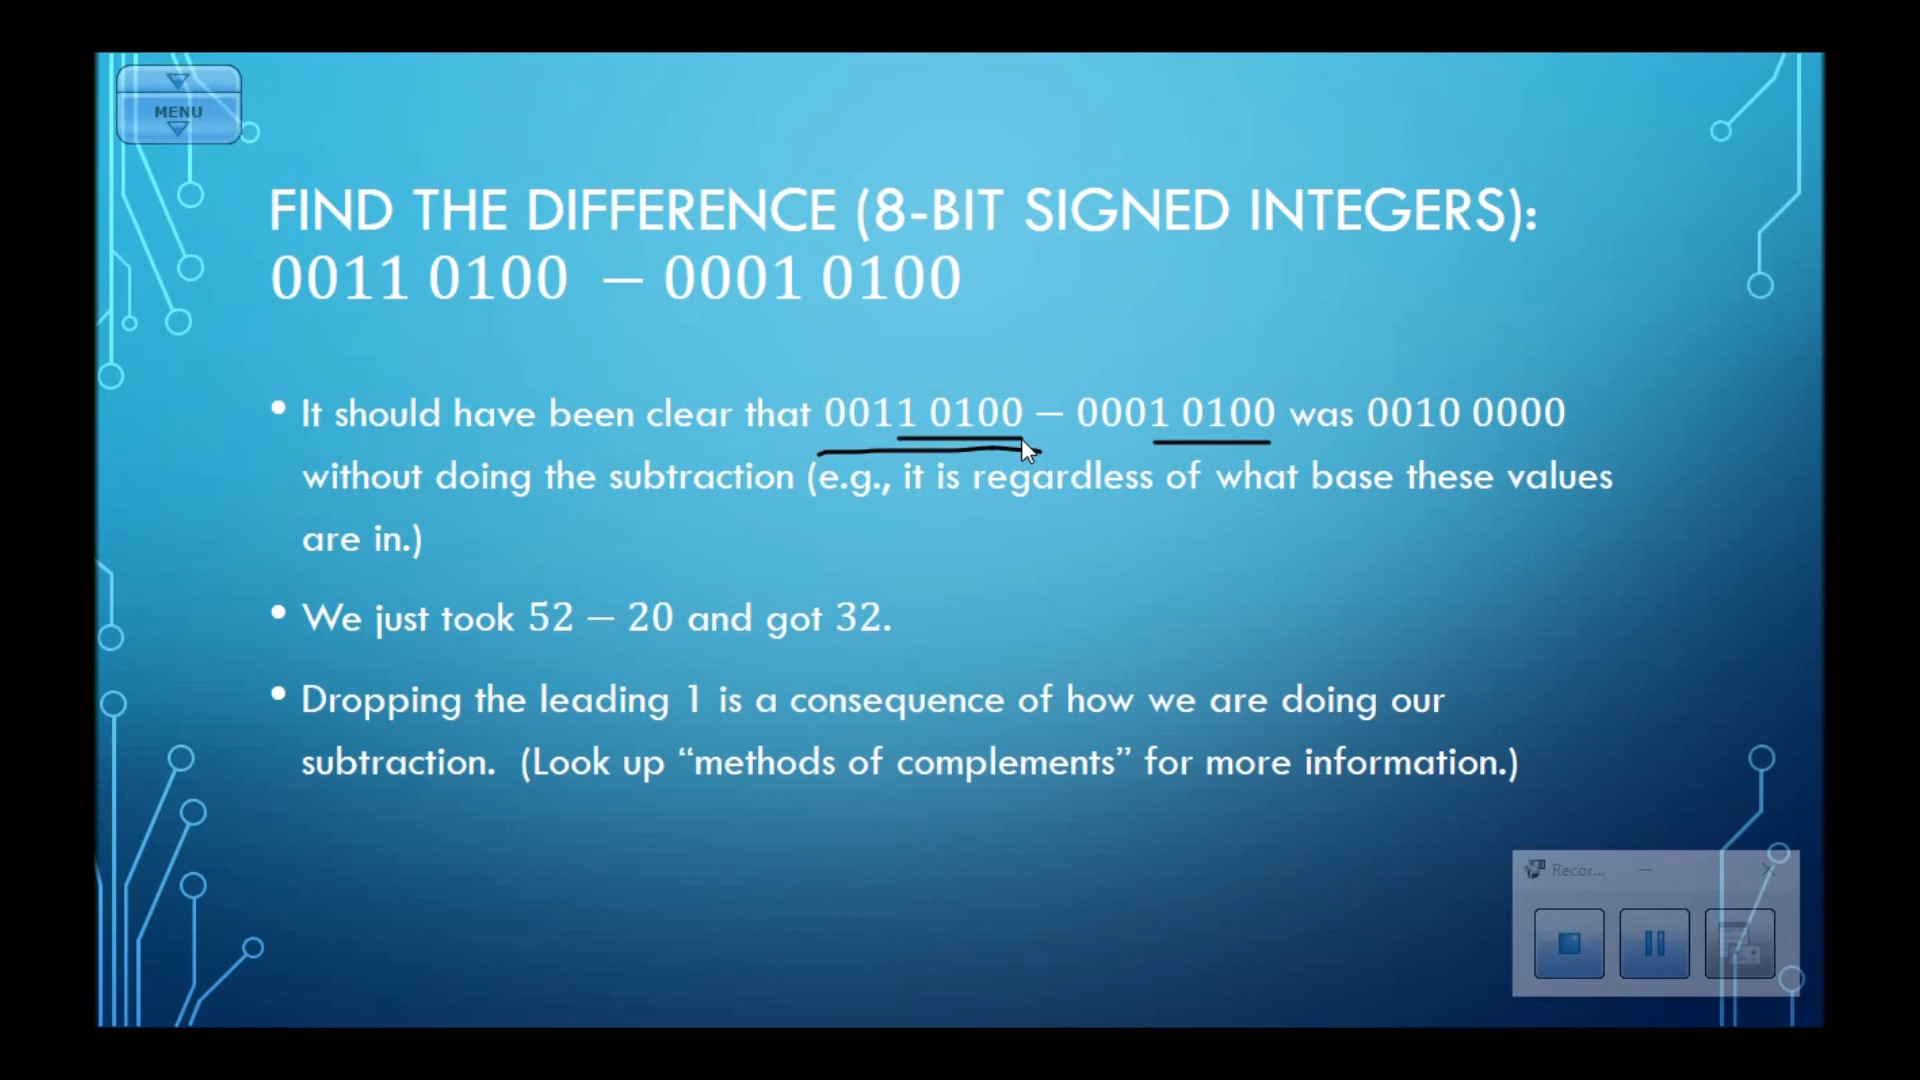 MENU
FIND THE DIFFERENCE (8-BIT SIGNED INTEGERS):
0011 0100 − 0001 0100
• It should have been clear that 0011 0100 − 0001 0100 was 0010 0000
without doing the subtraction (e.g., it is regardless of what base these values
are in.)
• We just took 52 − 20 and got 32.
• Dropping the leading 1 is a consequence of how we are doing our
subtraction. (Look up “methods of complements” for more information.)
Recor...